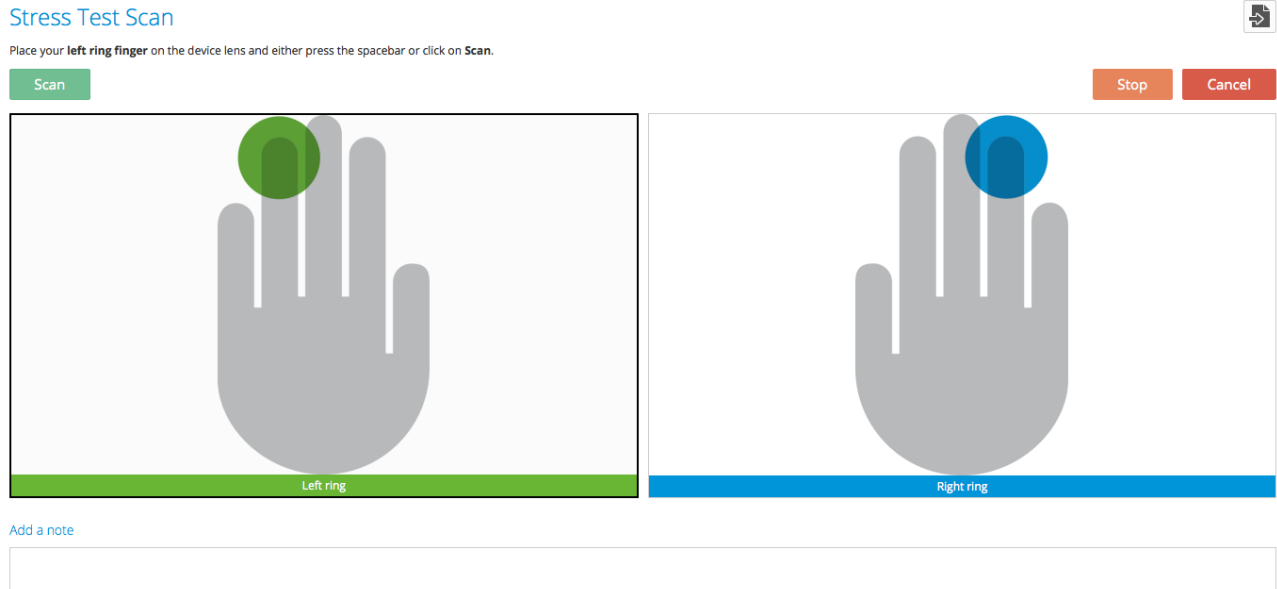 Stress Test Scan
Place your left ring finger on the device lens and either press the spacebar or click on Scan.
Scan
Stop
Cancel
Left ring
Right ring
Add a note